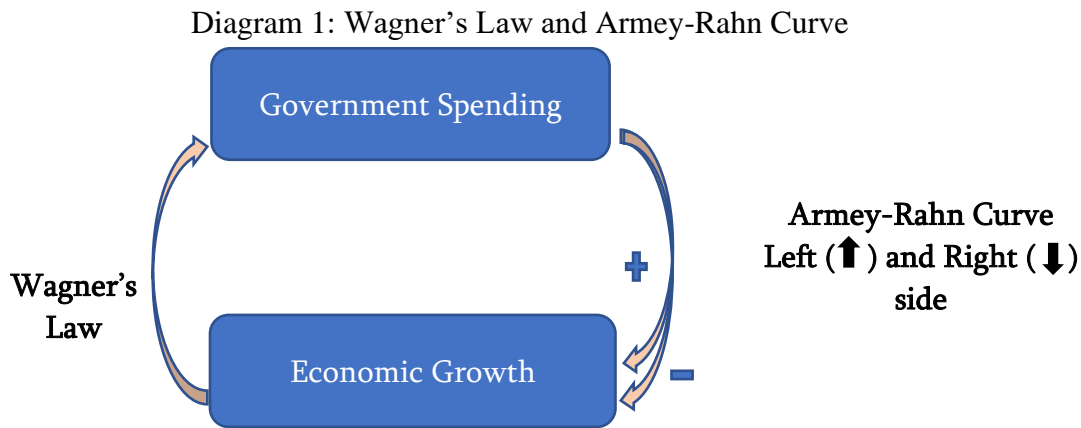 Diagram 1: Wagner’s Law and Armey-Rahn Curve
Government Spending
Armey-Rahn Curve
Left (⬆) and Right (⬇)
side
+
Wagner’s
Law
Economic Growth
-